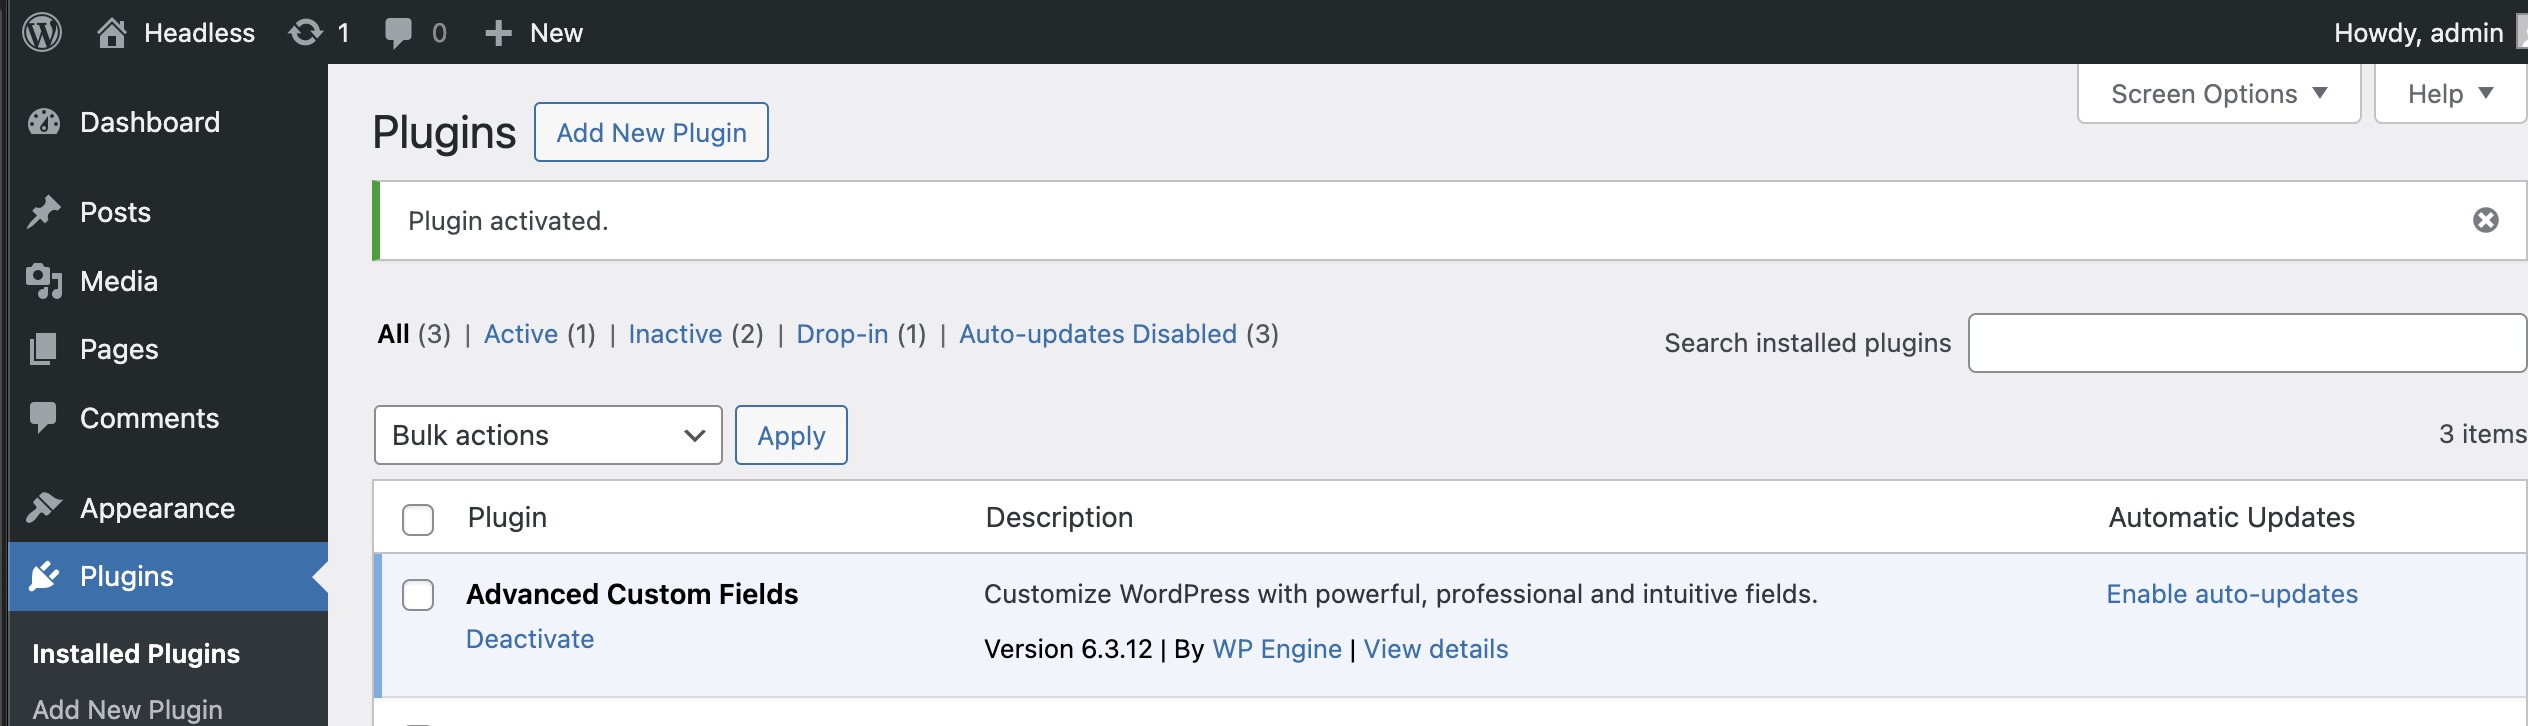 Headless 1 0 New Howdy, admin
Dashboard
Posts
Media
Pages
Comments
Appearance
Plugins
Installed Plugins
Add New Plugin
Screen Options Help
Plugins Add New Plugin
Plugin activated.
All (3) | Active (1) | Inactive (2) | Drop-in (1) | Auto-updates Disabled (3)
Search installed plugins
Bulk actions Apply
3 items
Plugin Description Automatic Updates
Advanced Custom Fields Customize WordPress with powerful, professional and intuitive fields. Enable auto-updates
Deactivate Version 6.3.12 | By WP Engine | View details